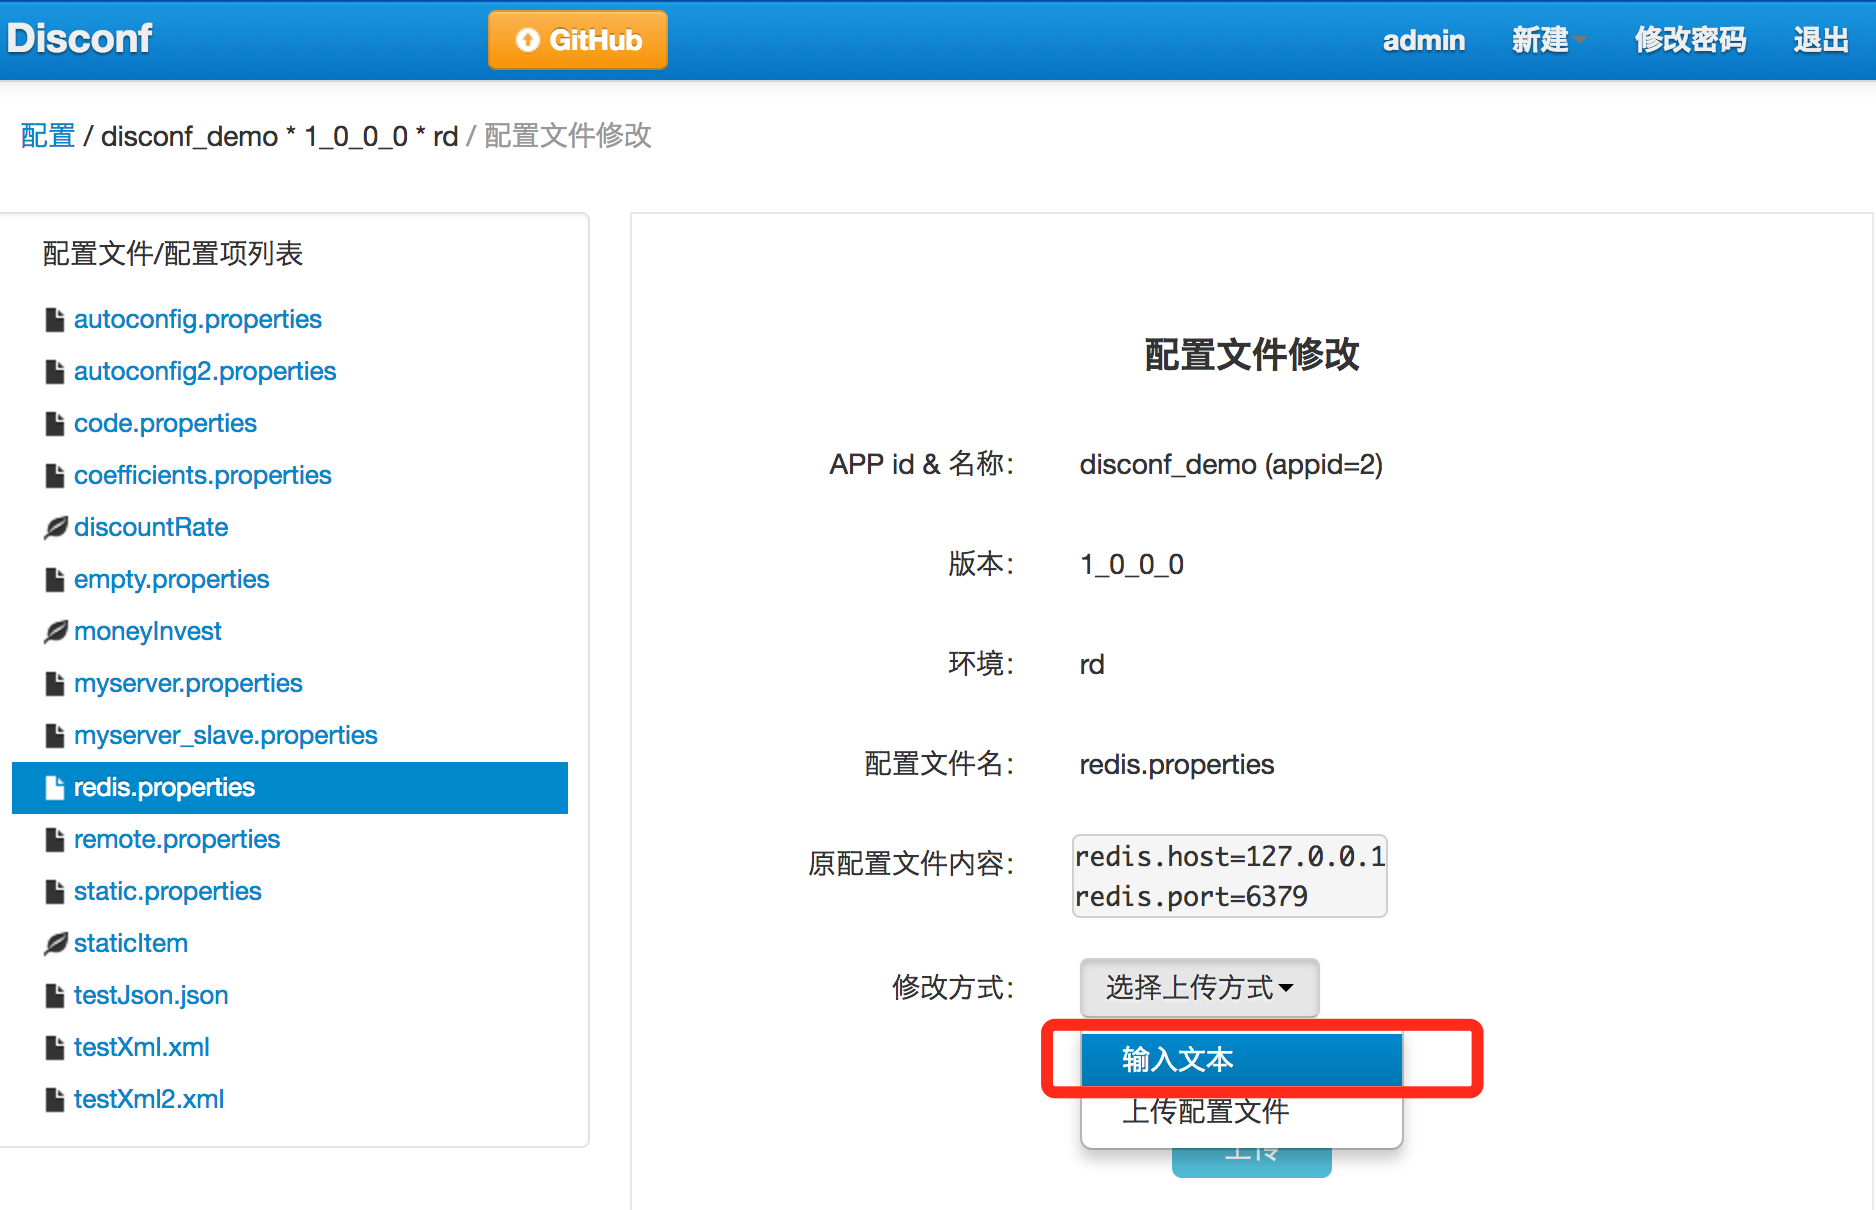 Disconf
GitHub
admin
新建
修改密码
退出
配置 / disconf_demo * 1_0_0_0 * rd / 配置文件修改
配置文件/配置项列表
autoconfig.properties
autoconfig2.properties
code.properties
coefficients.properties
discountRate
empty.properties
moneyInvest
myserver.properties
myserver_slave.properties
redis.properties
remote.properties
static.properties
staticItem
testJson.json
testXml.xml
testXml2.xml
配置文件修改
APP id & 名称： disconf_demo (appid=2)
版本： 1_0_0_0
环境： rd
配置文件名： redis.properties
原配置文件内容： redis.host=127.0.0.1
redis.port=6379
修改方式： 选择上传方式
输入文本
上传配置文件
上传